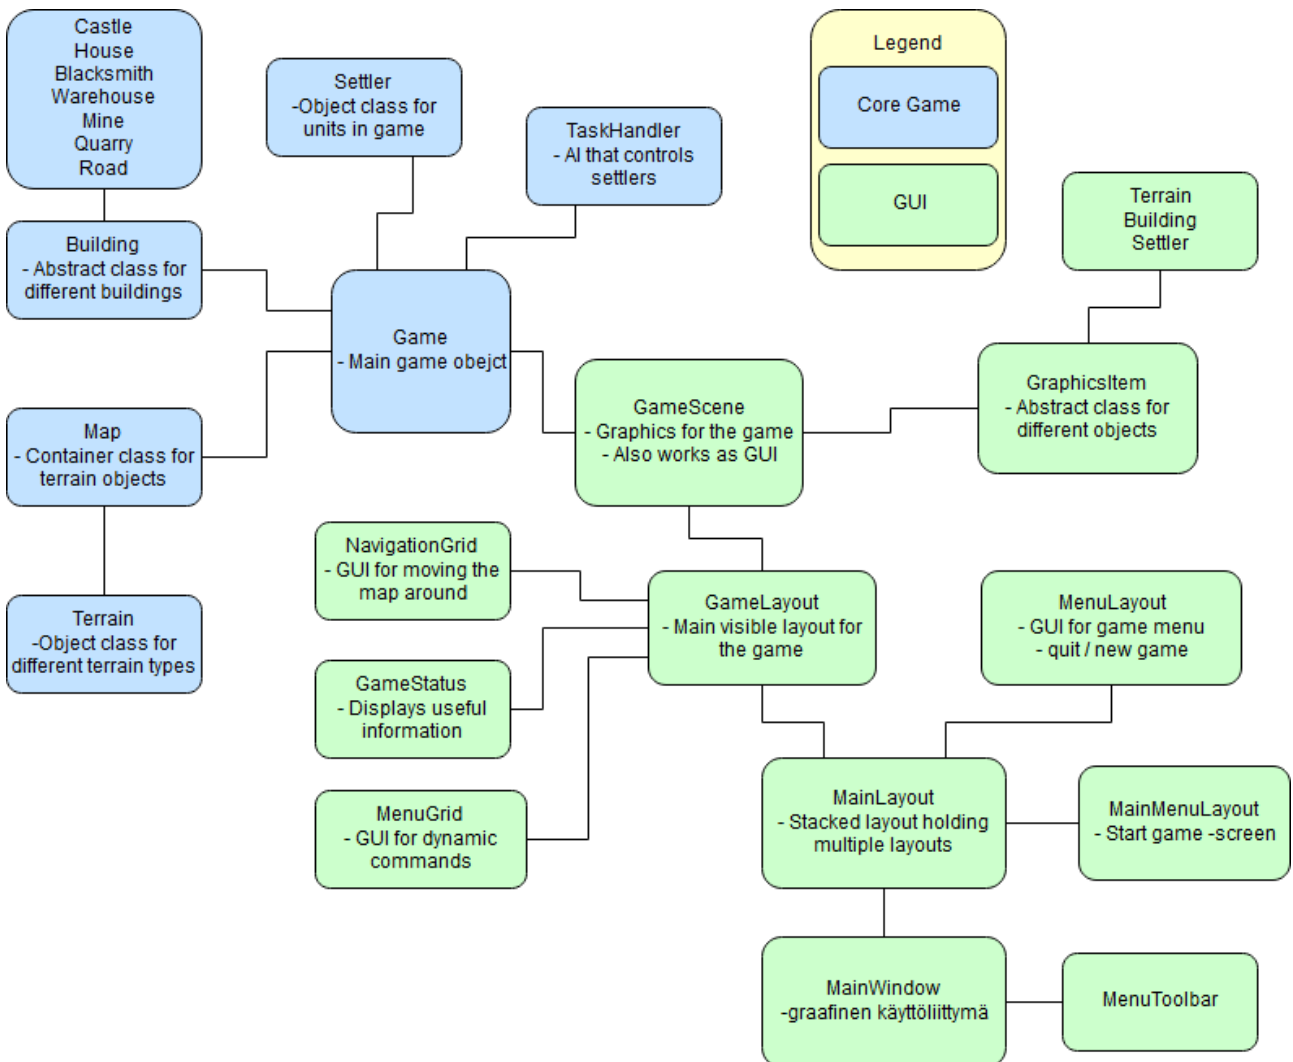 Castle
House
Blacksmith
Warehouse
Mine
Quarry
Road
Settler
-Object class for
units in game
TaskHandler
- AI that controls
settlers
Legend
Core Game
GUI
Terrain
Building
Settler
Building
- Abstract class for
different buildings
Game
- Main game obejct
GameScene
- Graphics for the game
- Also works as GUI
GraphicsItem
- Abstract class for
different objects
Map
- Container class for
terrain objects
NavigationGrid
- GUI for moving the
map around
GameLayout
- Main visible layout for
the game
MenuLayout
- GUI for game menu
- quit / new game
Terrain
-Object class for
different terrain types
GameStatus
- Displays useful
information
MenuGrid
- GUI for dynamic
commands
MainLayout
- Stacked layout holding
multiple layouts
MainMenuLayout
- Start game -screen
MainWindow
-graafinen käyttöliittymä
MenuToolbar